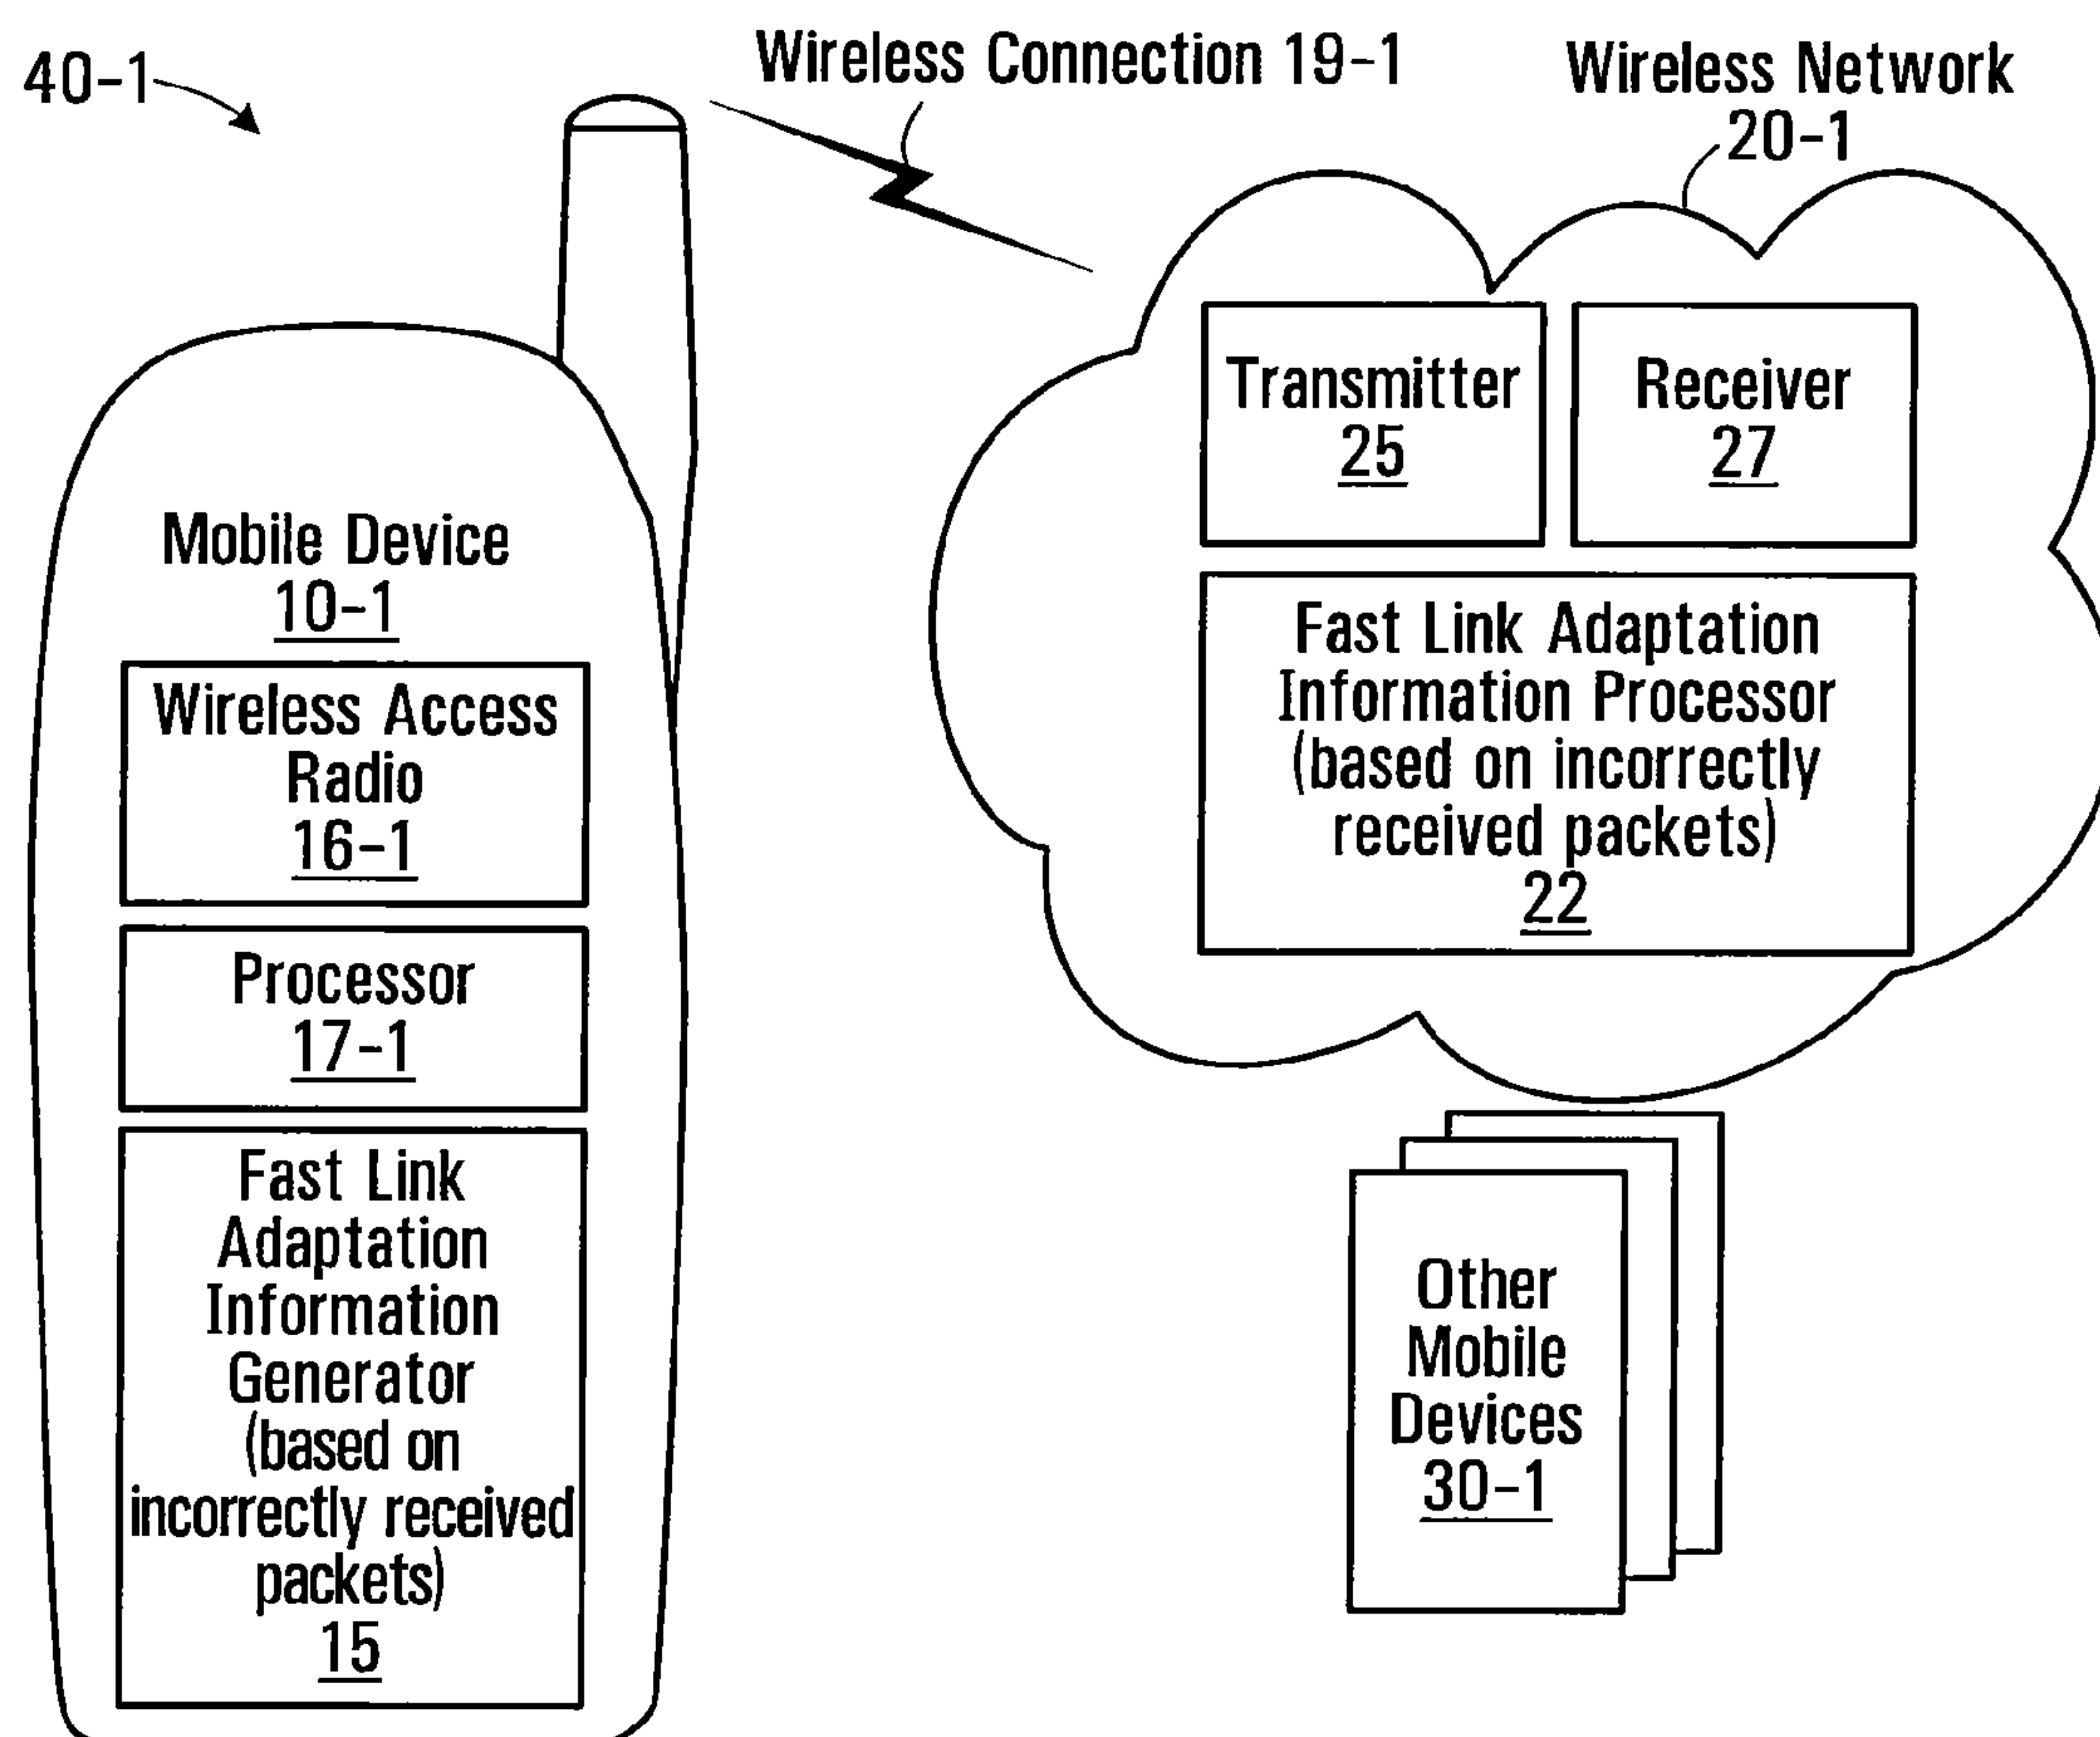 40-1
Wireless Connection 19-1
Wireless Network
20-1
Mobile Device
10-1
Wireless Access
Radio
16-1
Processor
17-1
Fast Link
Adaptation
Information
Generator
(based on
incorrectly received
packets)
15
Transmitter
25
Receiver
27
Fast Link Adaptation
Information Processor
(based on incorrectly
received packets)
22
Other
Mobile
Devices
30-1